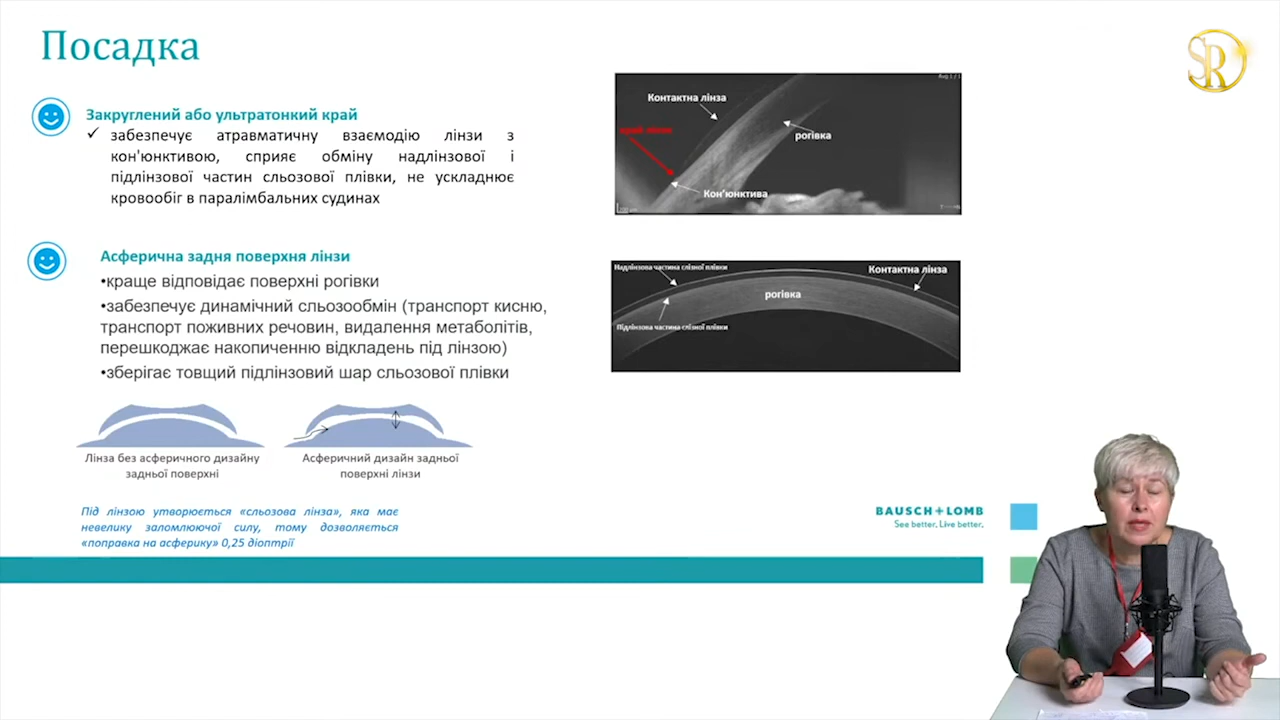 Посадка
SR
Закруглений або ультратонкий край
✓ забезпечує атравматичну взаємодію лінзи з
кон'юнктивою, сприяє обміну надлінзової і
підлінзової частин сльозової плівки, не ускладнює
кровообіг в паралімбальних судинах
Контактна лінза
рогівка
край лінзи
Кон'юнктива
Асферична задня поверхня лінзи
•краще відповідає поверхні рогівки
•забезпечує динамічний сльозообмін (транспорт кисню,
транспорт поживних речовин, видалення метаболітів,
перешкоджає накопиченню відкладень під лінзою)
•зберігає товщий підлінзовий шар сльозової плівки
Надлінзова частина слізної плівки
Контактна лінза
рогівка
Підлінзова частина слізної плівки
Лінза без асферичного дизайну
задньої поверхні
Асферичний дизайн задньої
поверхні лінзи
Під лінзою утворюється «сльозова лінза», яка має
невелику заломлюючої силу, тому дозволяється
«поправка на асферику» 0,25 діоптрії
BAUSCH+LOMB
See better. Live better.